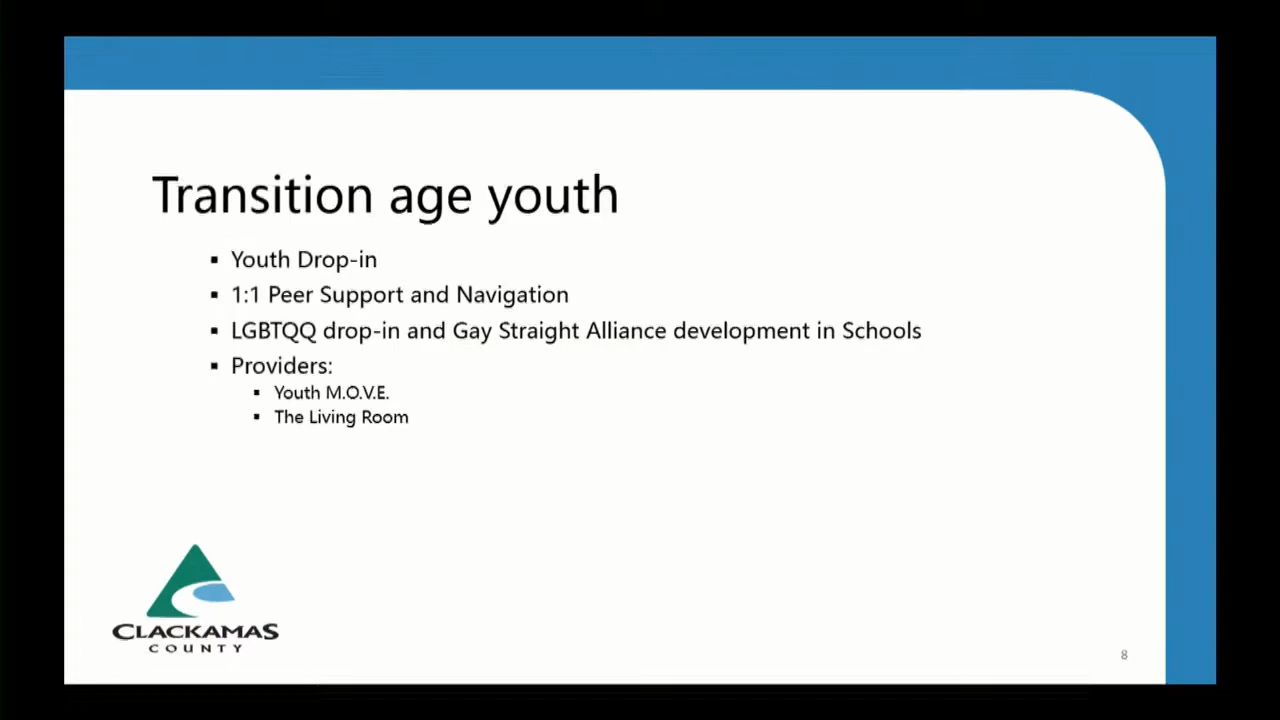 Transition age youth
▪ Youth Drop-in
▪ 1:1 Peer Support and Navigation
▪ LGBTQQ drop-in and Gay Straight Alliance development in Schools
▪ Providers:
▪ Youth M.O.V.E.
▪ The Living Room
CLACKAMAS
COUNTY
8